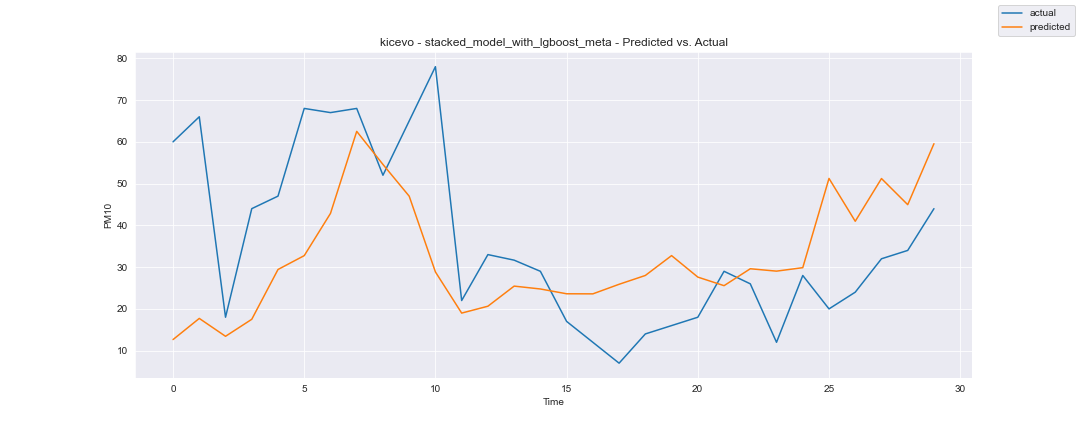 actual
predicted
kicevo - stacked_model_with_lgboost_meta - Predicted vs. Actual
80
70
60
50
40
30
20
10
PM10
0 5 10 15 20 25 30
Time